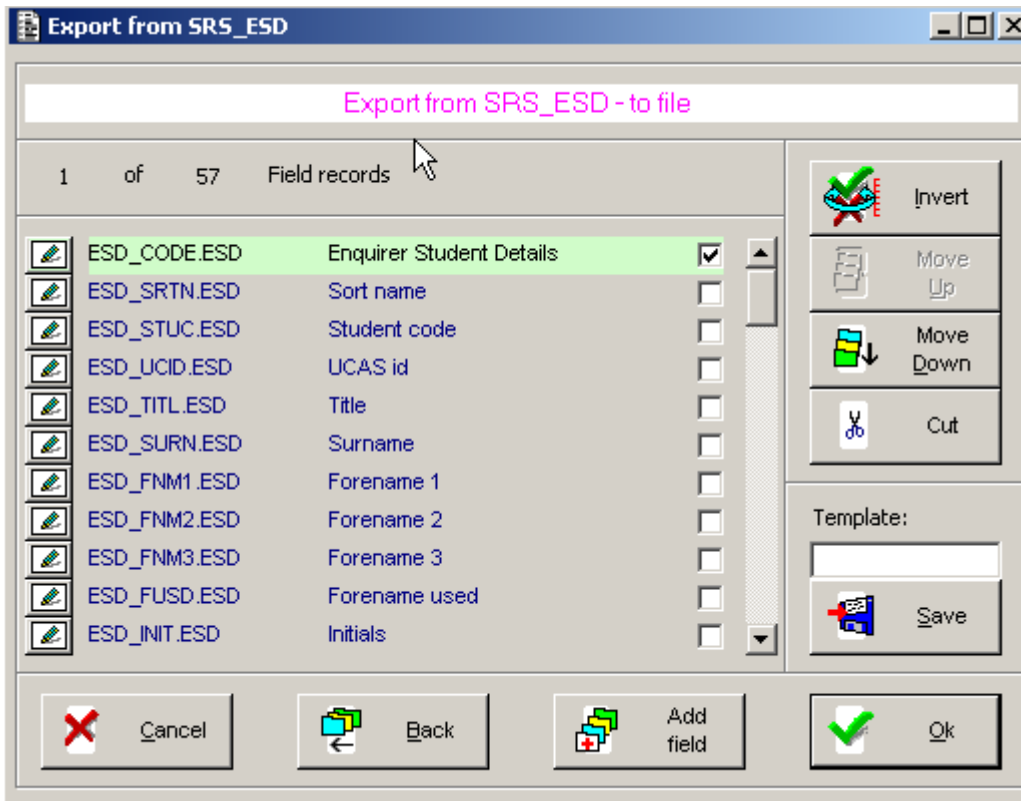 Export from SRS_ESD
Export from SRS_ESD - to file
1 of 57 Field records
ESD_CODE.ESD Enquirer Student Details
ESD_SRTN.ESD Sort name
ESD_STUC.ESD Student code
ESD_UCID.ESD UCAS id
ESD_TITL.ESD Title
ESD_SURN.ESD Surname
ESD_FNM1.ESD Forename 1
ESD_FNM2.ESD Forename 2
ESD_FNM3.ESD Forename 3
ESD_FUSD.ESD Forename used
ESD_INIT.ESD Initials
Invert
Move
Up
Move
Down
Cut
Template:
Save
Cancel
Back
Add
field
Ok